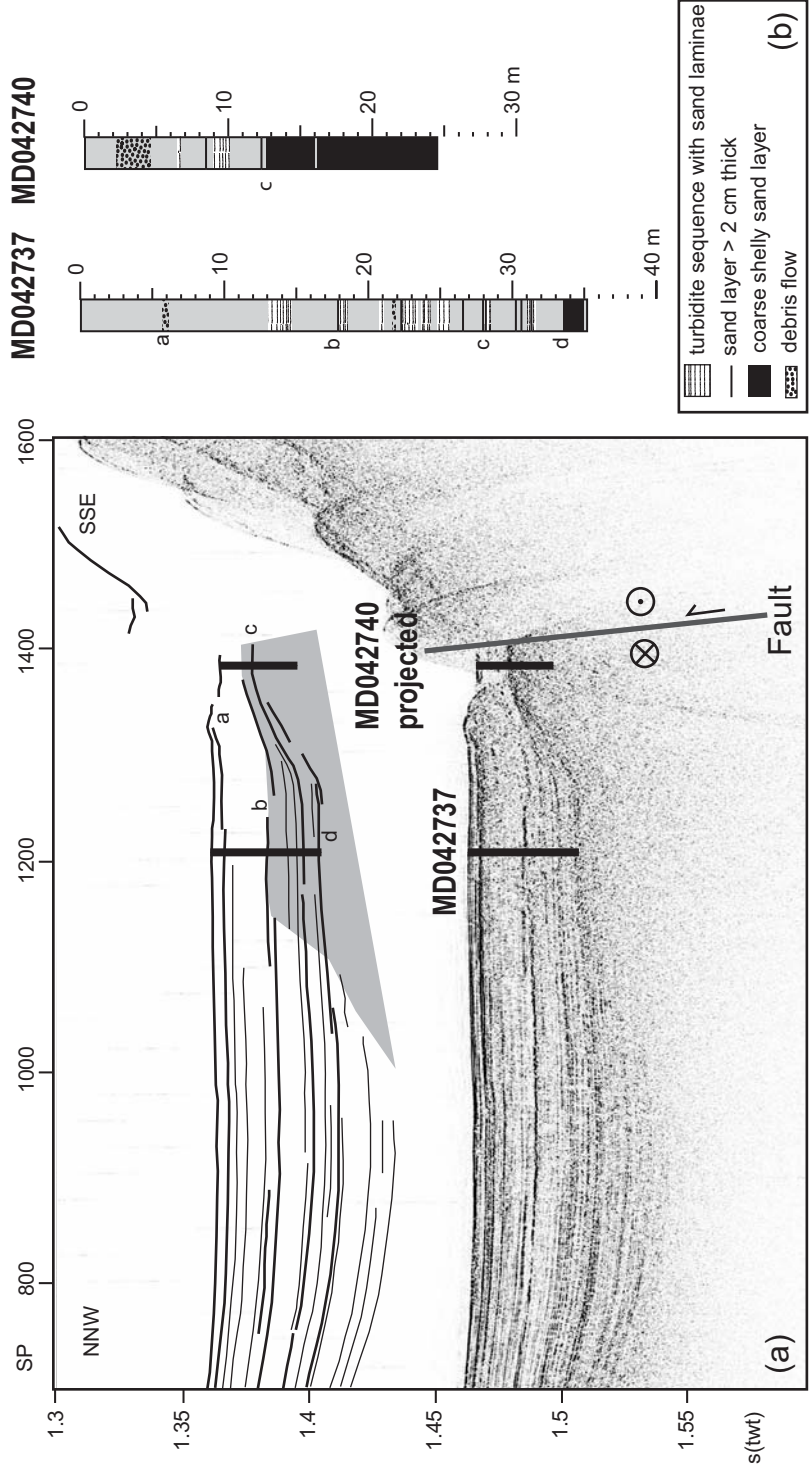 SP
800
1000
1200
1400
1600
NNW
SSE
1.3
1.35
1.4
1.45
1.5
1.55
s(twt)
a
b
c
d
MD042737
MD042740
projected
Fault
(a)
MD042737 MD042740
0
10
20
30
40 m
a
b
c
d
0
10
20
30 m
c
turbidite sequence with sand laminae
sand layer > 2 cm thick
coarse shelly sand layer
debris flow
(b)